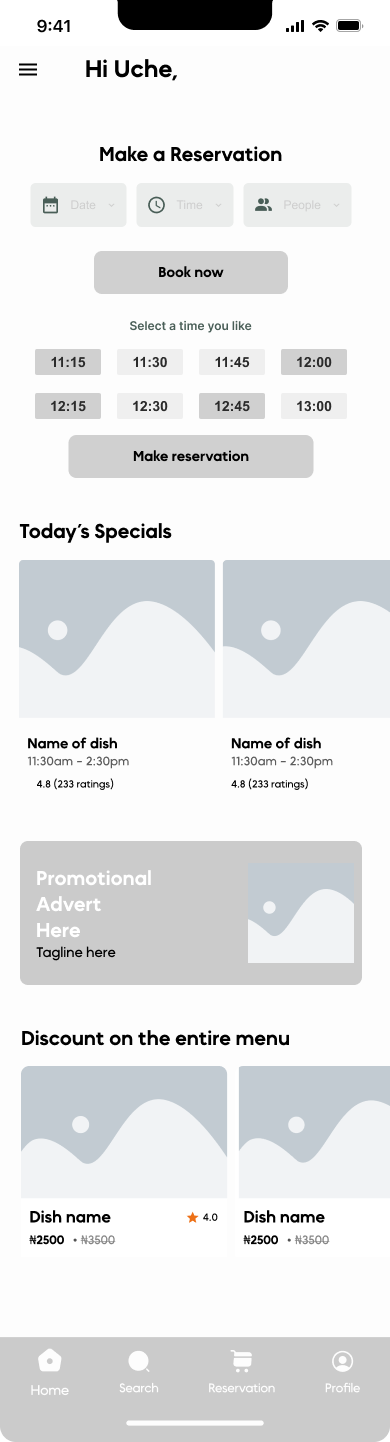 9:41
Hi Uche,
Make a Reservation
Date Time People
Book now
Select a time you like
11:15 11:30 11:45 12:00
12:15 12:30 12:45 13:00
Make reservation
Today's Specials
Name of dish Name of dish
11:30am - 2:30pm 11:30am - 2:30pm
4.8 (233 ratings) 4.8 (233 ratings)
Promotional
Advert
Here
Tagline here
Discount on the entire menu
Dish name 4.0 Dish name
₦2500 • ₦3500 ₦2500 • ₦3500
Home Search Reservation Profile